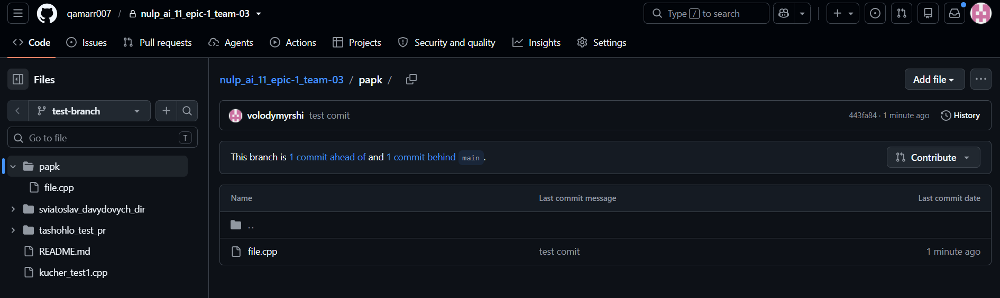 qamarr007 / nulp_ai_11_epic-1_team-03
Type / to search
Code Issues Pull requests Agents Actions Projects Security and quality Insights Settings
Files
test-branch
Go to file T
papk
file.cpp
sviatoslav_davydovych_dir
tashohlo_test_pr
README.md
kucher_test1.cpp
nulp_ai_11_epic-1_team-03 / papk /
Add file
volodymyrshi test comit 443fa84 · 1 minute ago History
This branch is 1 commit ahead of and 1 commit behind main .
Contribute
Name Last commit message Last commit date
..
file.cpp test comit 1 minute ago